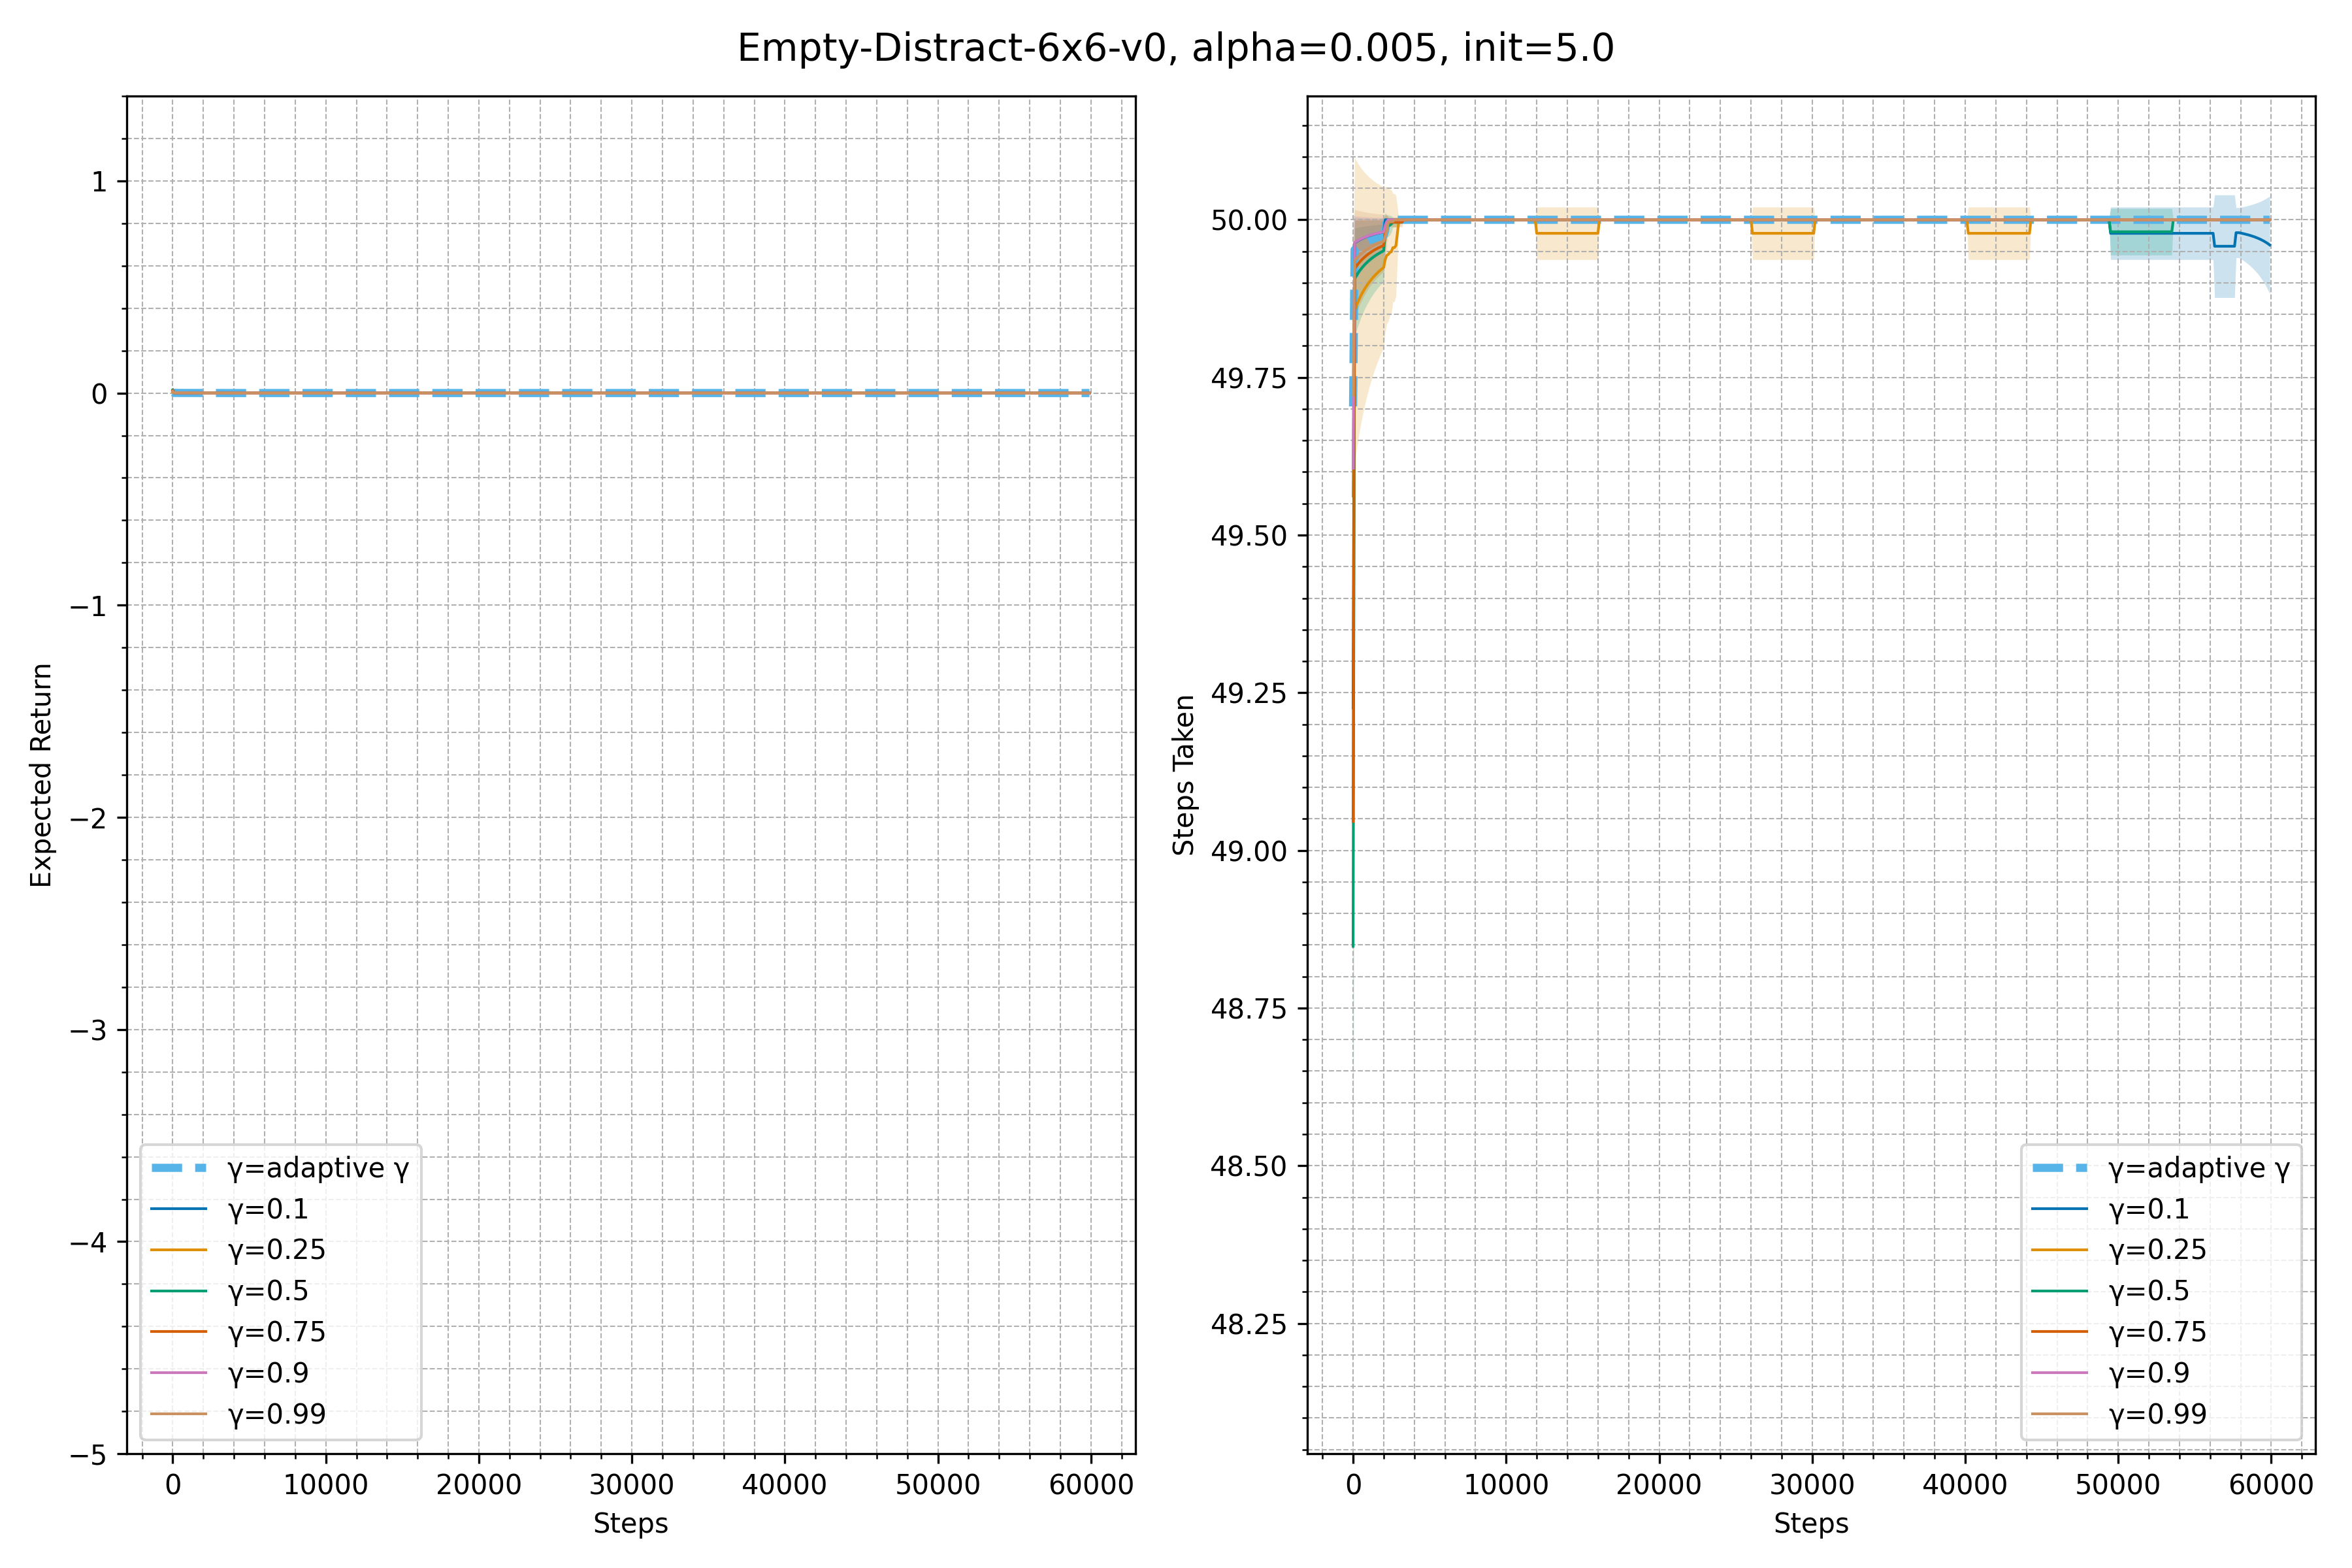 Empty-Distract-6x6-v0, alpha=0.005, init=5.0
Expected Return
1
0
−1
−2
−3
−4
−5
0
10000
20000
30000
40000
50000
60000
Steps
γ=adaptive γ
γ=0.1
γ=0.25
γ=0.5
γ=0.75
γ=0.9
γ=0.99
Steps Taken
50.00
49.75
49.50
49.25
49.00
48.75
48.50
48.25
0
10000
20000
30000
40000
50000
60000
Steps
γ=adaptive γ
γ=0.1
γ=0.25
γ=0.5
γ=0.75
γ=0.9
γ=0.99